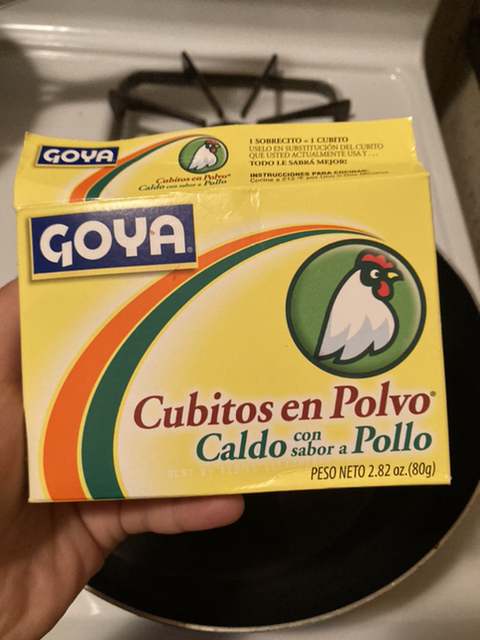 GOYA
Cubitos en Polvo
Caldo con sabor a Pollo
1 SOBRECITO = 1 CUBITO
USELO EN SUSTITUCIÓN DEL CUBITO
QUE USTED ACTUALMENTE USA Y...
TODO LE SABRÁ MEJOR!
INSTRUCCIONES PARA COCINAR:
GOYA®
Cubitos en Polvo®
Caldo con sabor a Pollo
PESO NETO 2.82 oz.(80g)